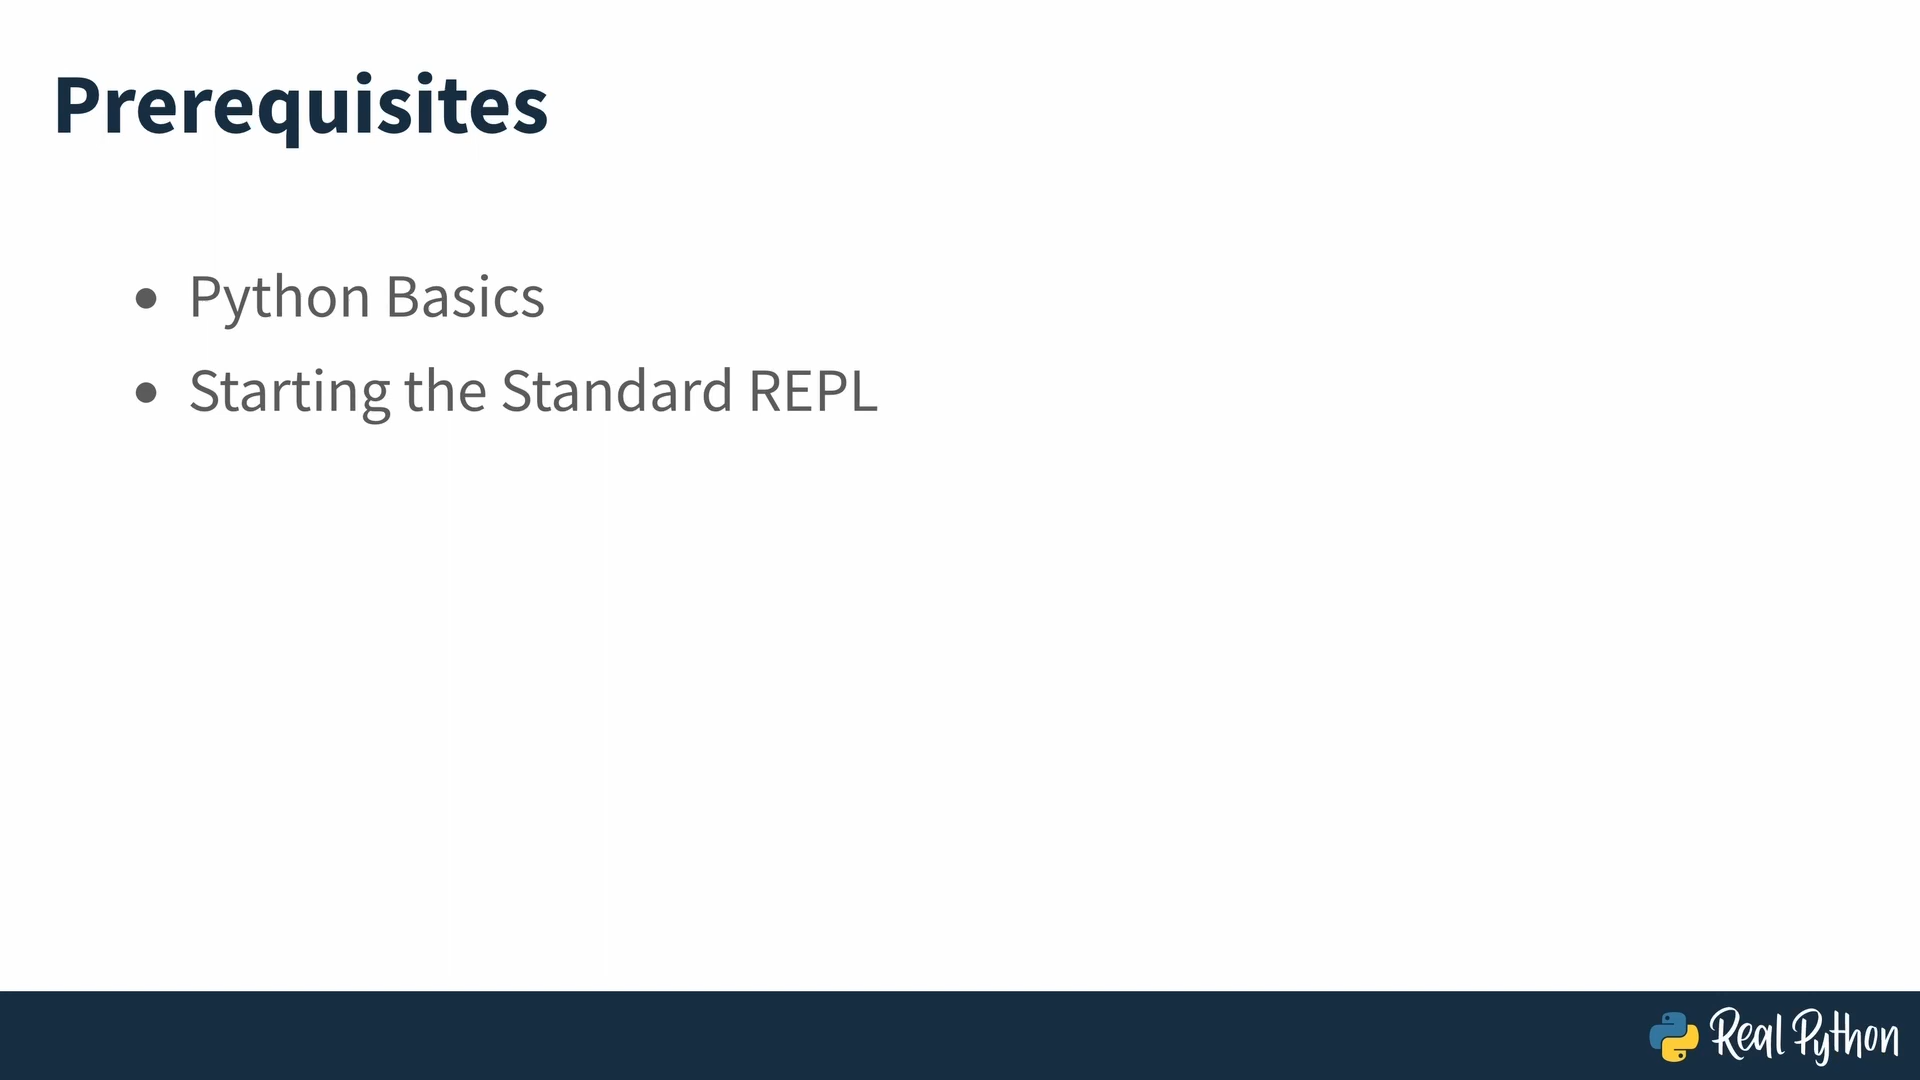 Prerequisites
• Python Basics
• Starting the Standard REPL
Real Python